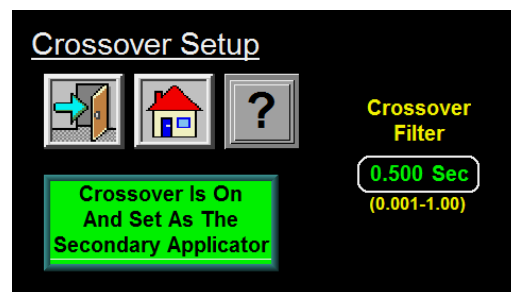 Crossover Setup
?
Crossover
Filter
0.500 Sec
(0.001-1.00)
Crossover Is On
And Set As The
Secondary Applicator